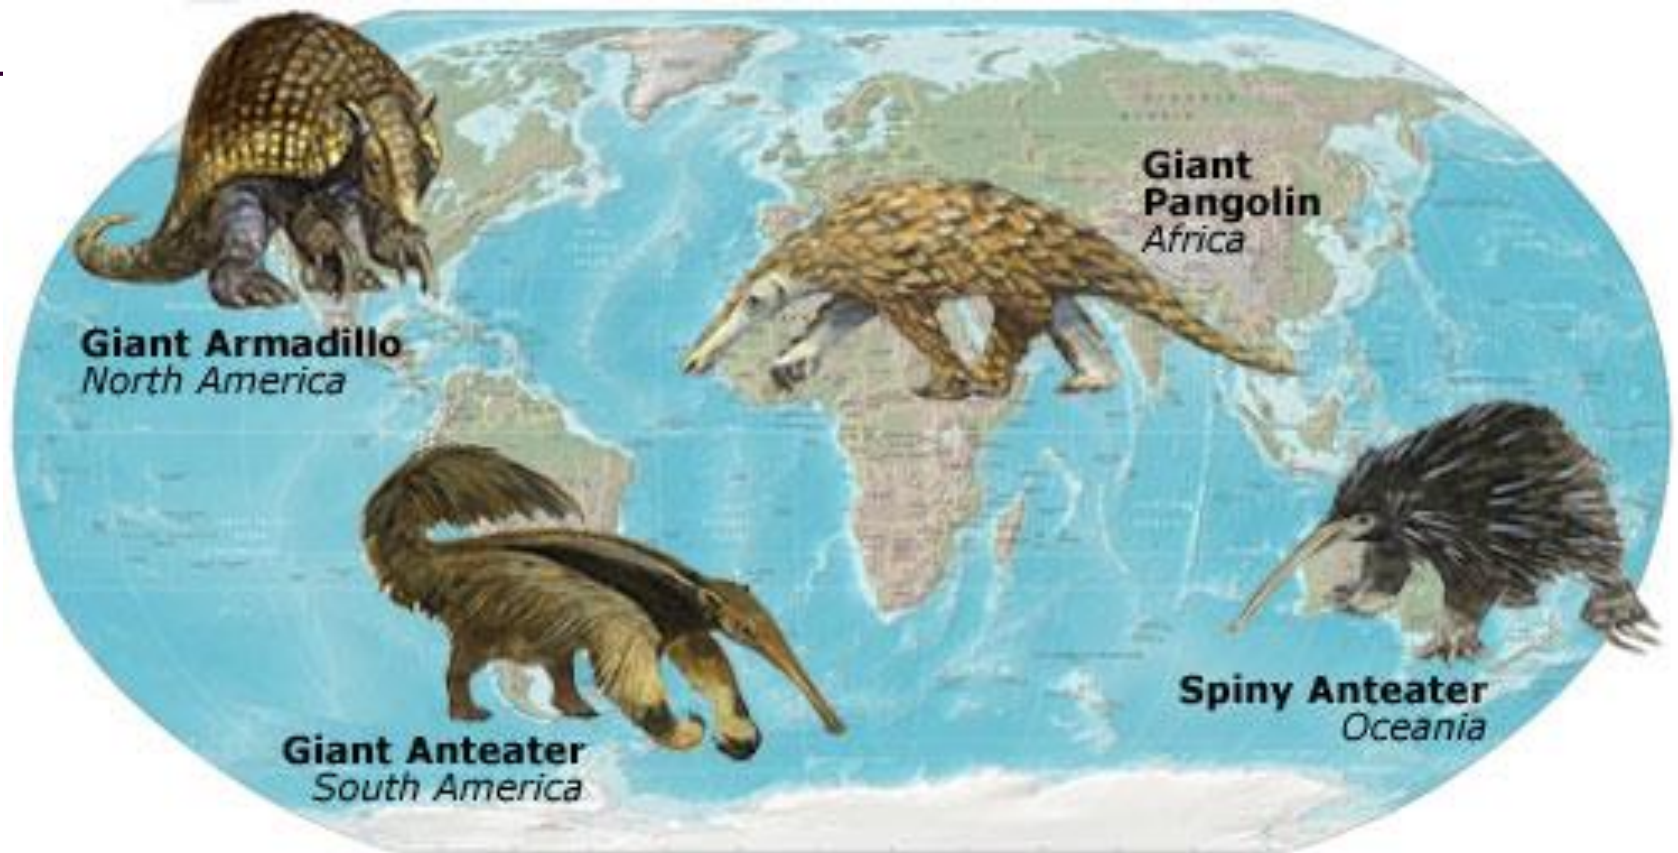 Giant Armadillo
North America
Giant
Pangolin
Africa
Giant Anteater
South America
Spiny Anteater
Oceania